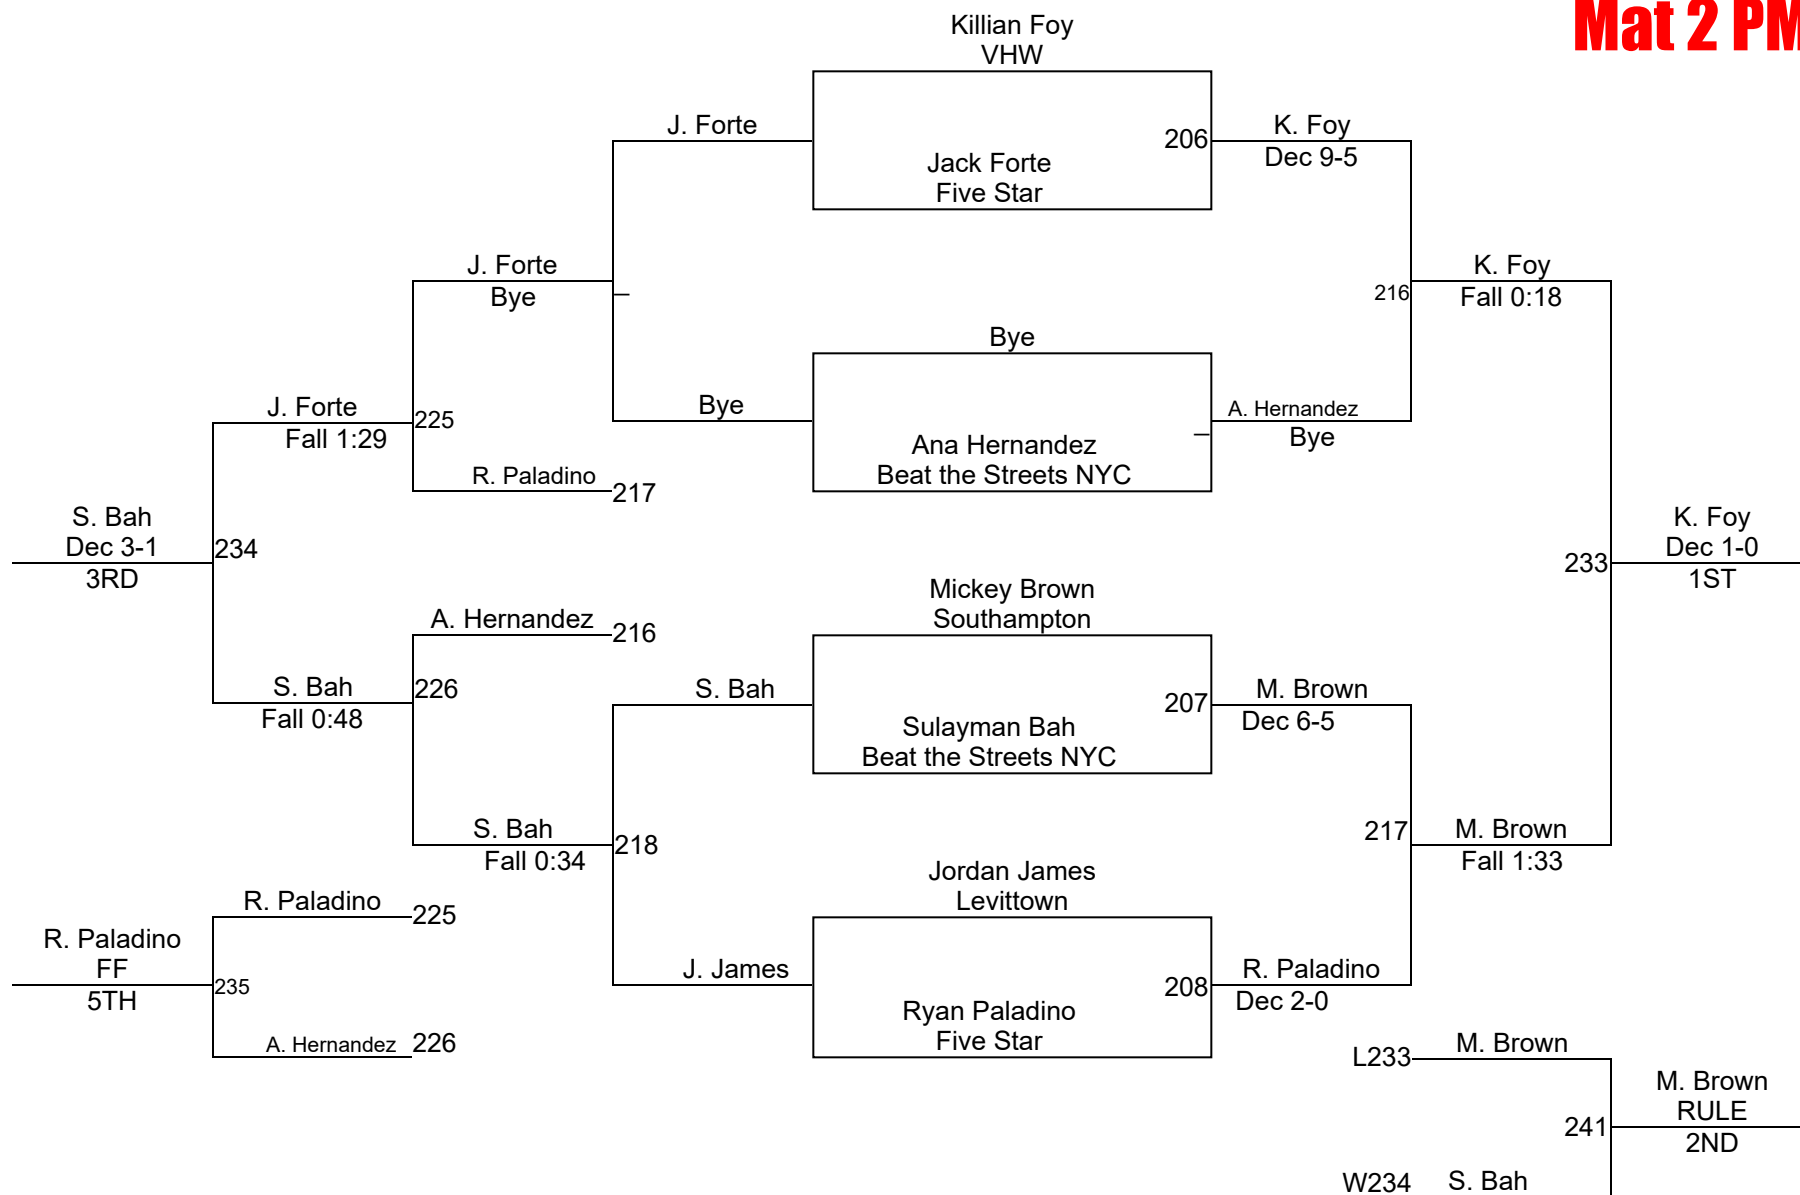 Mat 2 PM
Killian Foy
VHW
J. Forte
206
K. Foy
Dec 9-5
Jack Forte
Five Star
J. Forte
Bye
–
216
K. Foy
Fall 0:18
Bye
Bye
A. Hernandez
Bye
–
Ana Hernandez
Beat the Streets NYC
J. Forte
Fall 1:29
225
R. Paladino
217
S. Bah
Dec 3-1
3RD
234
233
K. Foy
Dec 1-0
1ST
Mickey Brown
Southampton
A. Hernandez
216
S. Bah
Fall 0:48
226
S. Bah
207
M. Brown
Dec 6-5
Sulayman Bah
Beat the Streets NYC
S. Bah
Fall 0:34
218
217
M. Brown
Fall 1:33
Jordan James
Levittown
R. Paladino
225
R. Paladino
FF
5TH
235
J. James
208
R. Paladino
Dec 2-0
Ryan Paladino
Five Star
A. Hernandez
226
L233
M. Brown
241
M. Brown
RULE
2ND
W234
S. Bah